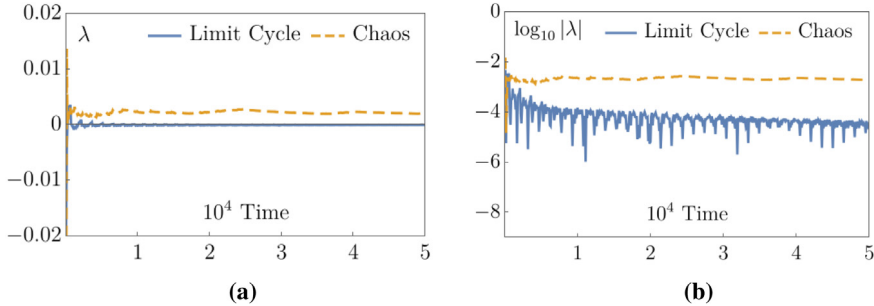 0.02
λ
Limit Cycle
Chaos
0.01
0
−0.01
−0.02
10⁴ Time
1 2 3 4 5
(a)
0
log₁₀|λ|
Limit Cycle
Chaos
−2
−4
−6
−8
10⁴ Time
1 2 3 4 5
(b)